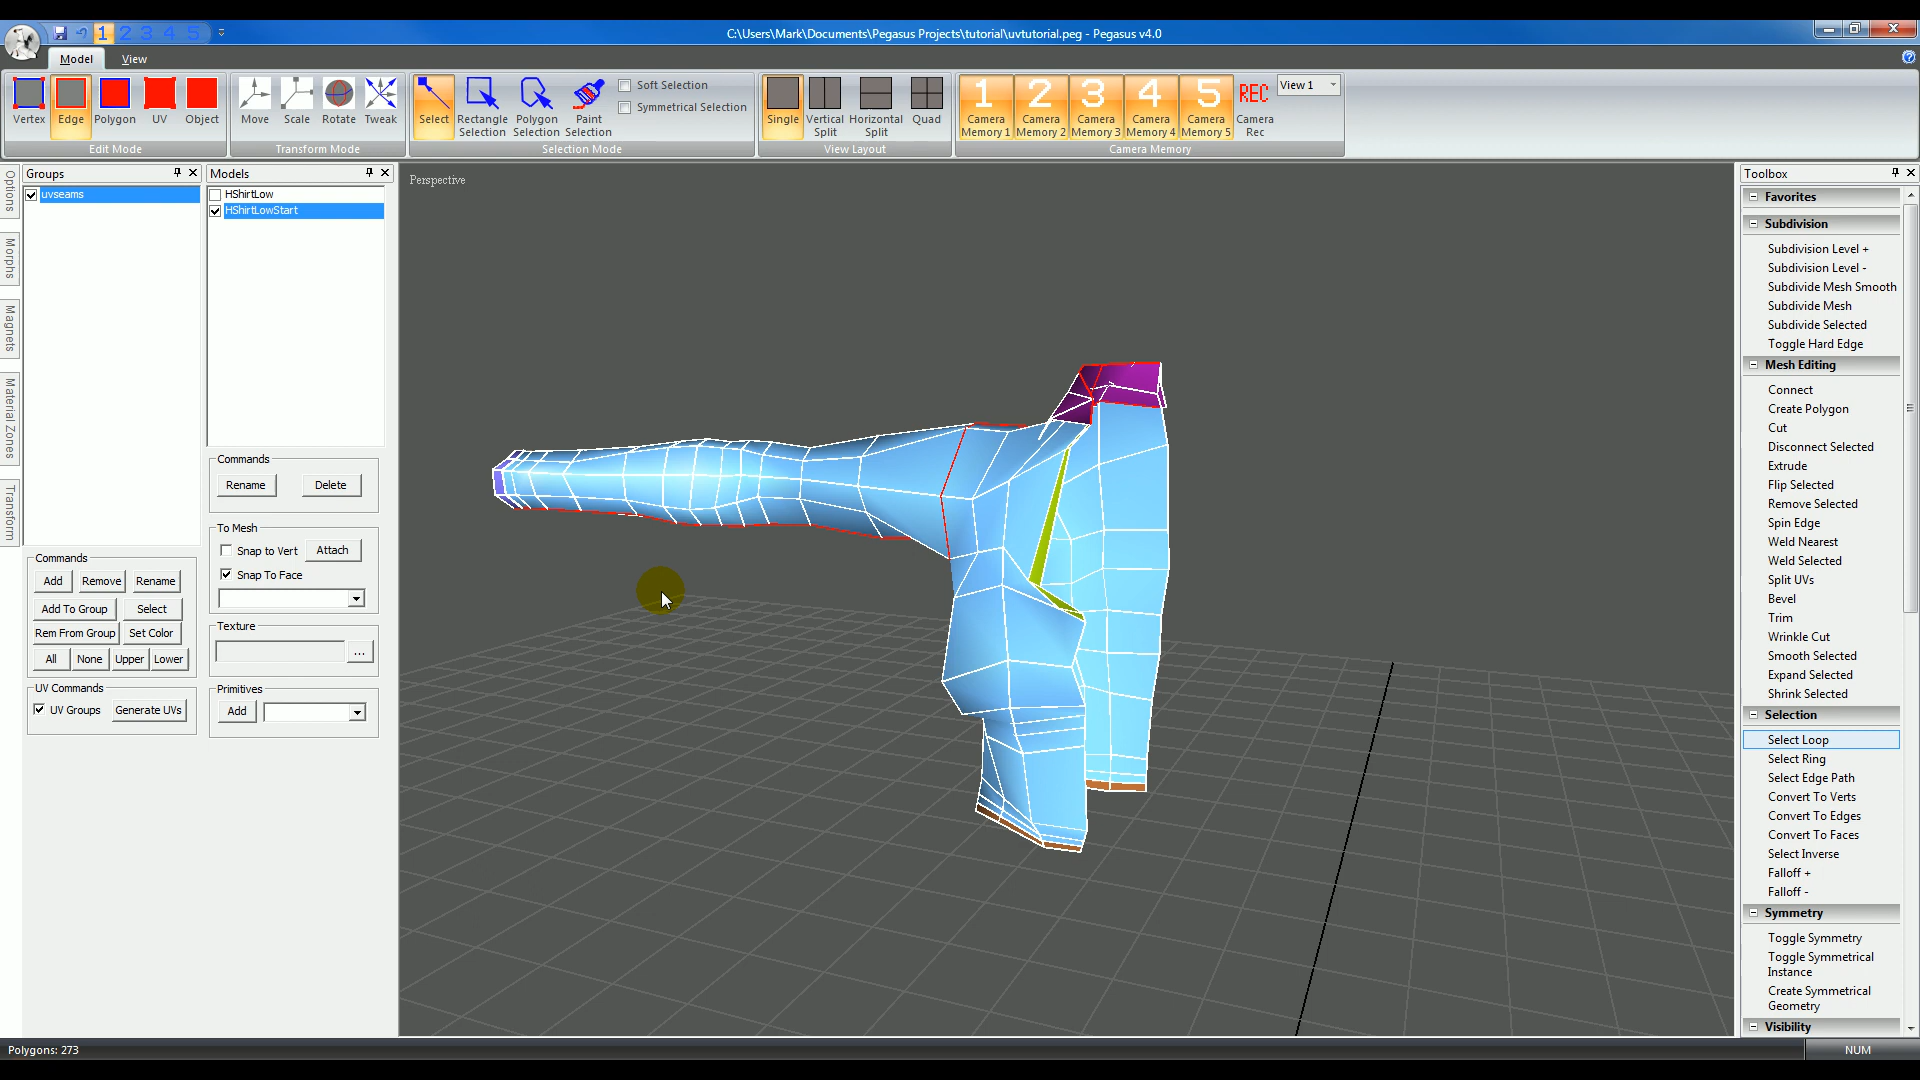 1 2 3 4 5
C:\Users\Mark\Documents\Pegasus Projects\tutorial\uvtutorial.peg - Pegasus v4.0
Model View
Vertex Edge Polygon UV Object
Edit Mode
Move Scale Rotate Tweak
Transform Mode
Select Rectangle Selection Polygon Selection Paint Selection
Soft Selection
Symmetrical Selection
Selection Mode
Single Vertical Split Horizontal Split Quad
View Layout
1 2 3 4 5 REC View 1
Camera Memory 1 Camera Memory 2 Camera Memory 3 Camera Memory 4 Camera Memory 5 Camera Rec
Camera Memory
Options
Morphs
Magnets
Material Zones
Transform
Groups
uvseams
Commands
Add Remove Rename
Add To Group Select
Rem From Group Set Color
All None Upper Lower
UV Commands
UV Groups Generate UVs
Models
HShirtLow
HShirtLowStart
Commands
Rename Delete
To Mesh
Snap to Vert Attach
Snap To Face
Texture
...
Primitives
Add
Perspective
Toolbox
Favorites
Subdivision
Subdivision Level +
Subdivision Level -
Subdivide Mesh Smooth
Subdivide Mesh
Subdivide Selected
Toggle Hard Edge
Mesh Editing
Connect
Create Polygon
Cut
Disconnect Selected
Extrude
Flip Selected
Remove Selected
Spin Edge
Weld Nearest
Weld Selected
Split UVs
Bevel
Trim
Wrinkle Cut
Smooth Selected
Expand Selected
Shrink Selected
Selection
Select Loop
Select Ring
Select Edge Path
Convert To Verts
Convert To Edges
Convert To Faces
Select Inverse
Falloff +
Falloff -
Symmetry
Toggle Symmetry
Toggle Symmetrical
Instance
Create Symmetrical
Geometry
Visibility
Polygons: 273
NUM